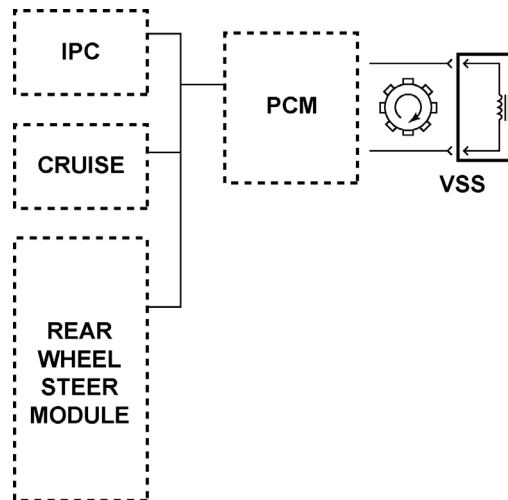 IPC
PCM
CRUISE
VSS
REAR
WHEEL
STEER
MODULE